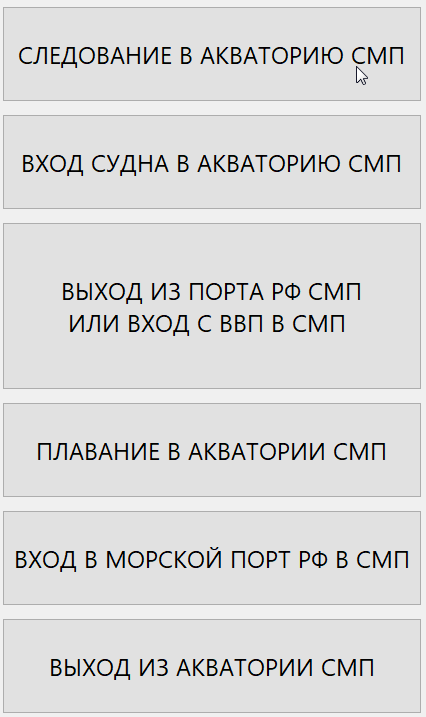 СЛЕДОВАНИЕ В АКВАТОРИЮ СМП
ВХОД СУДНА В АКВАТОРИЮ СМП
ВЫХОД ИЗ ПОРТА РФ СМП
ИЛИ ВХОД С ВВП В СМП
ПЛАВАНИЕ В АКВАТОРИИ СМП
ВХОД В МОРСКОЙ ПОРТ РФ В СМП
ВЫХОД ИЗ АКВАТОРИИ СМП